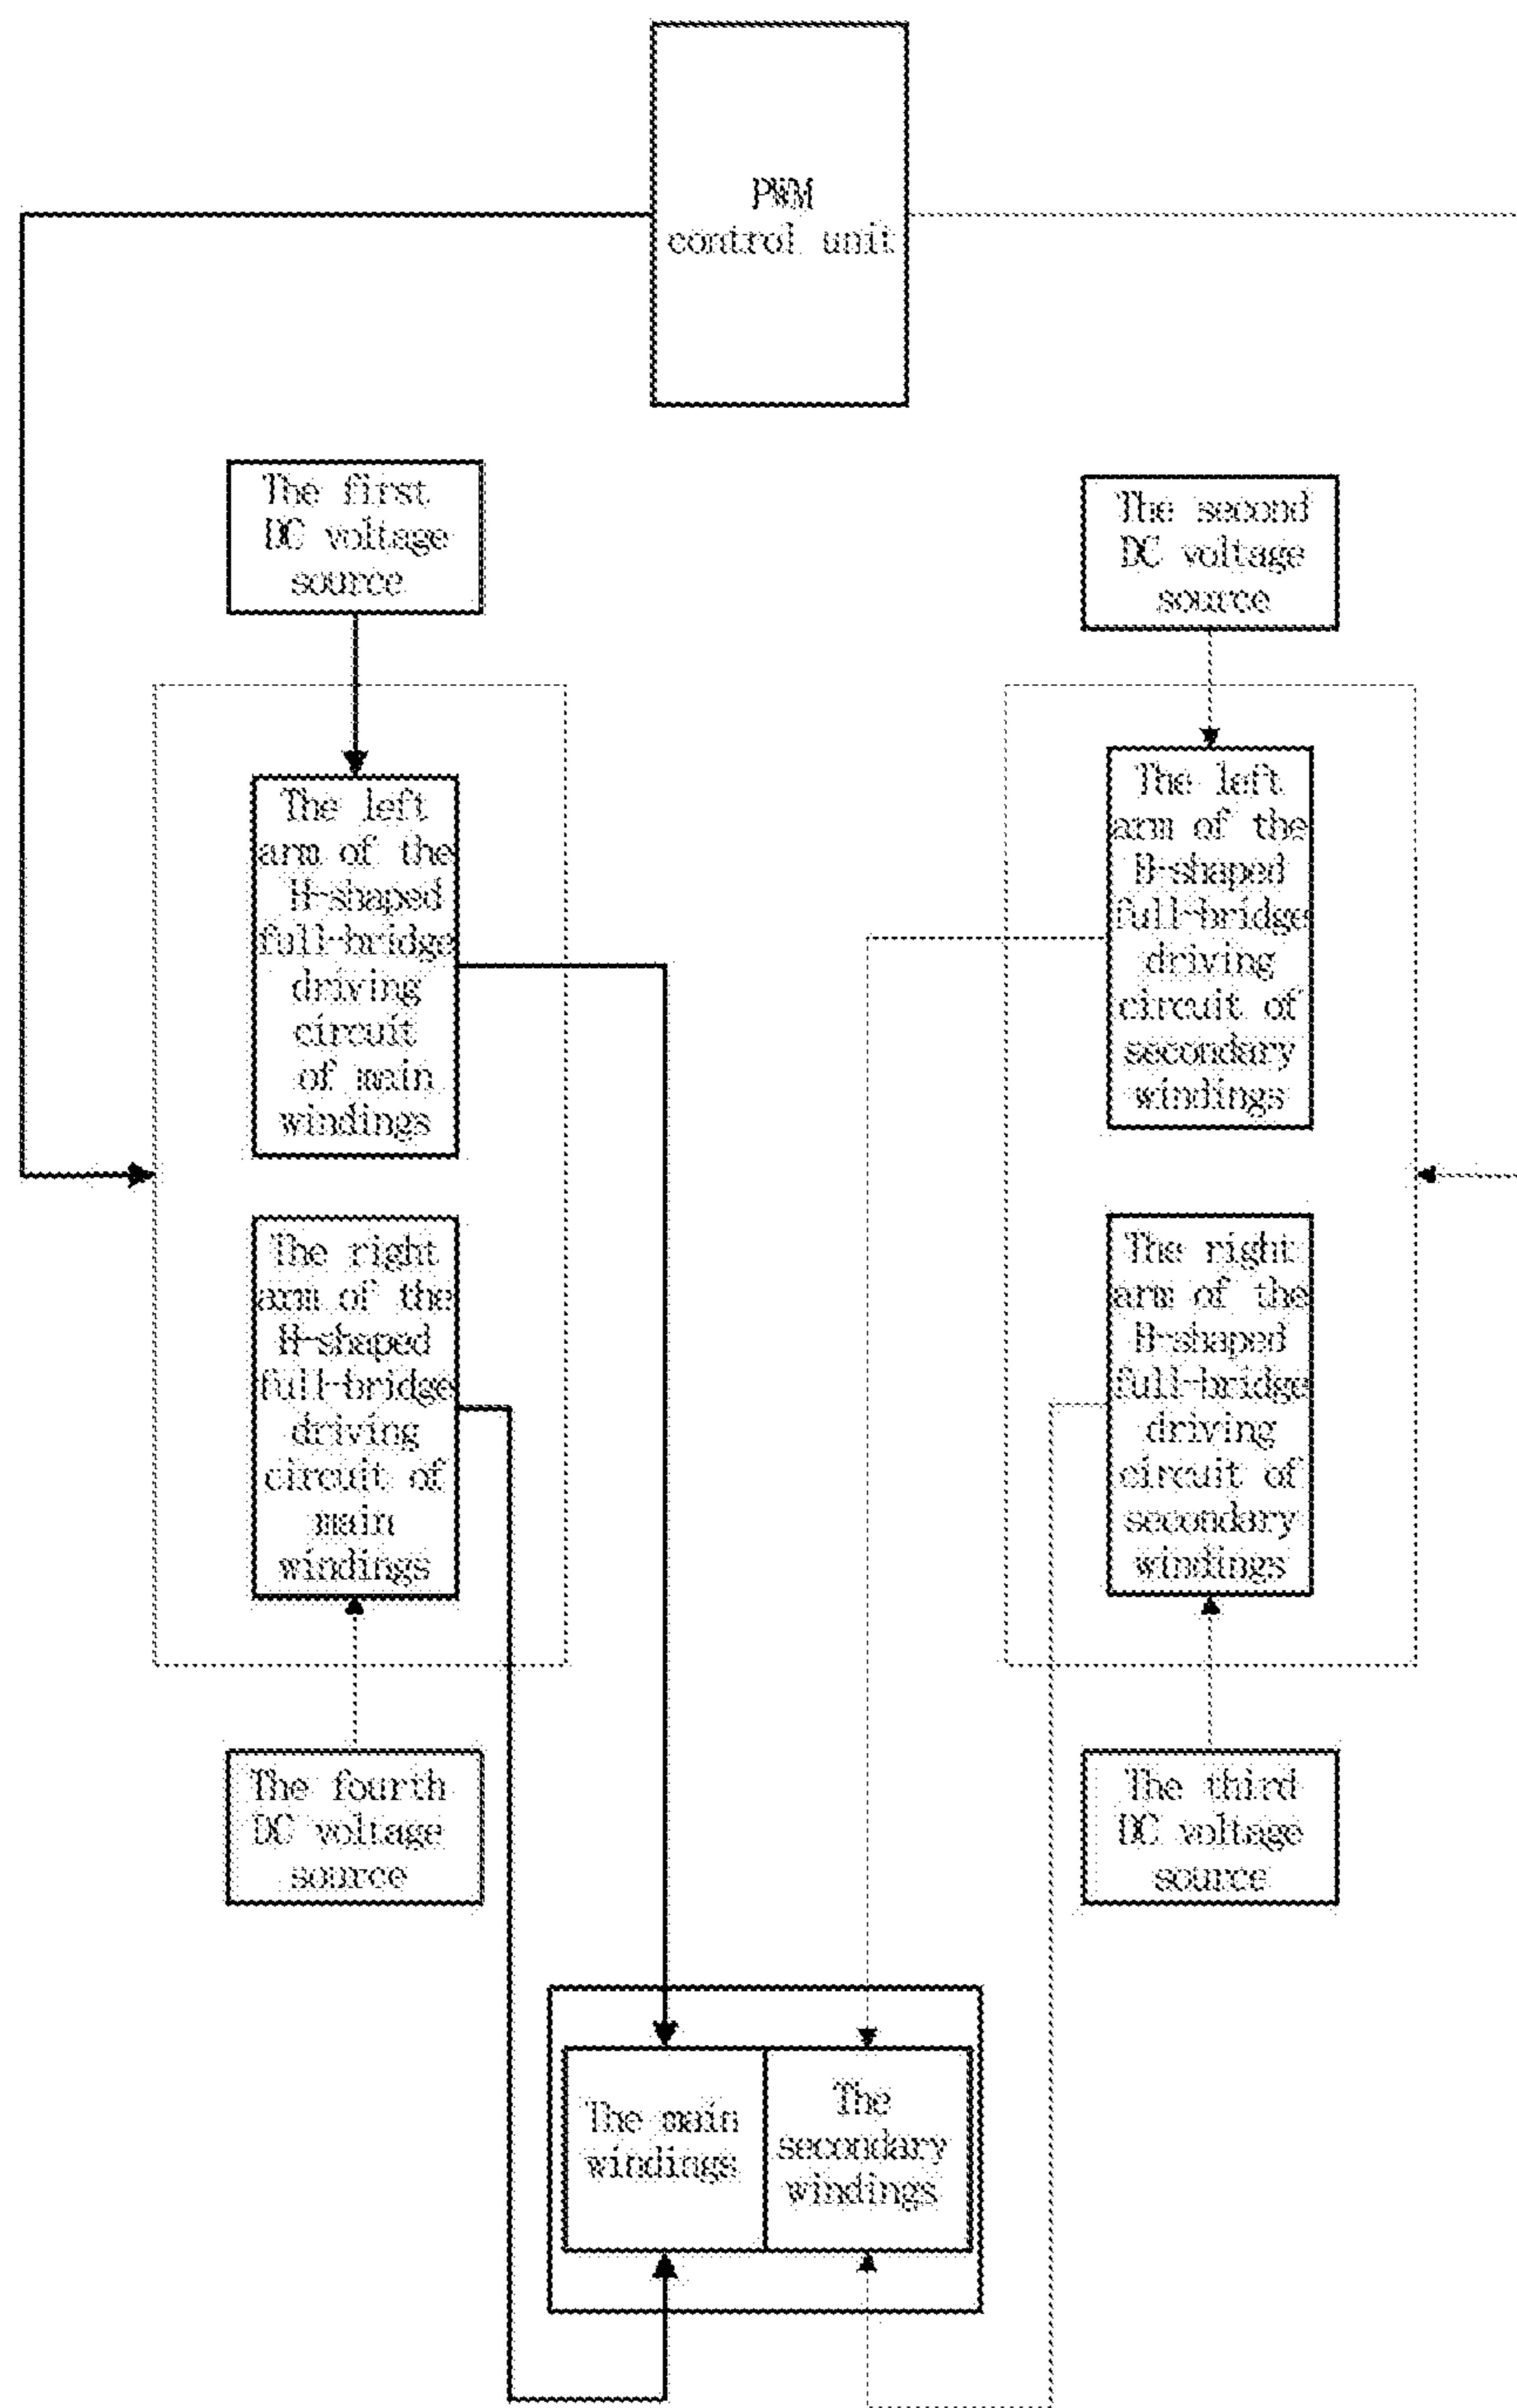 PWM
control unit
The first
DC voltage
source
The second
DC voltage
source
The left
arm of the
H-shaped
full-bridge
driving
circuit
of main
windings
The left
arm of the
H-shaped
full-bridge
driving
circuit of
secondary
windings
The right
arm of the
H-shaped
full-bridge
driving
circuit of
main
windings
The right
arm of the
H-shaped
full-bridge
driving
circuit of
secondary
windings
The fourth
DC voltage
source
The third
DC voltage
source
The main
windings
The
secondary
windings